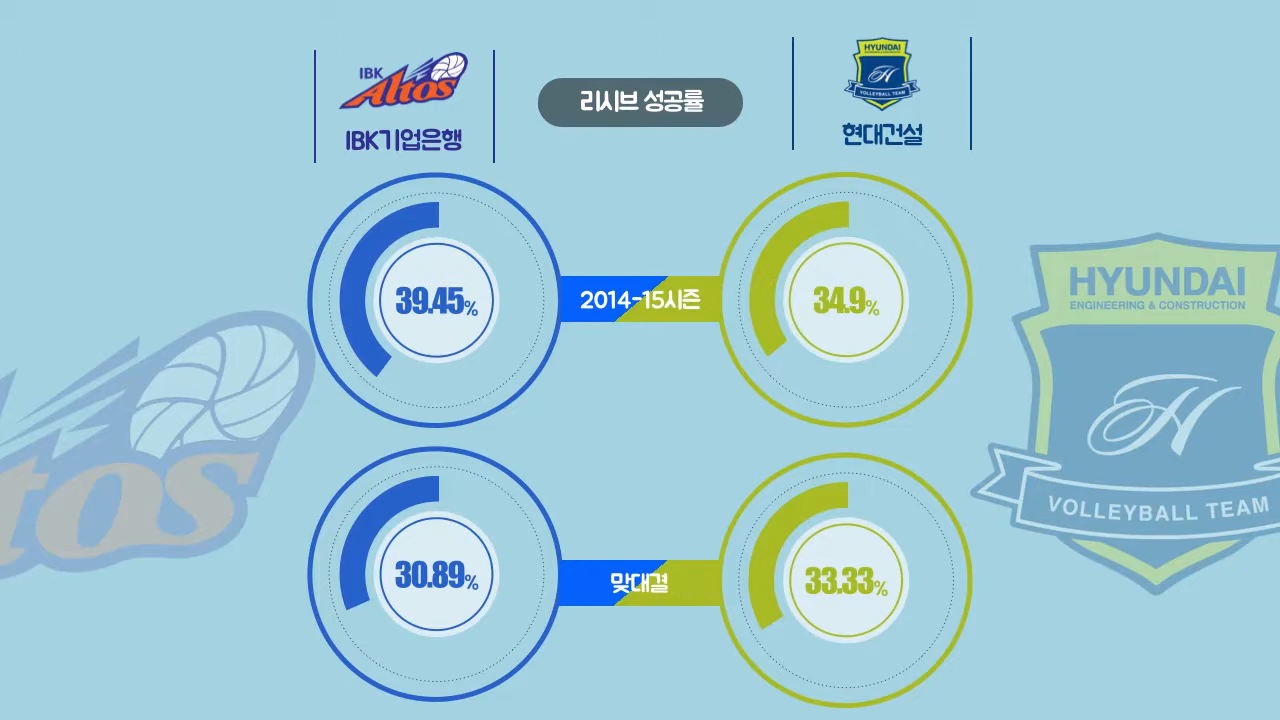 IBK
Altos
IBK기업은행
리시브 성공률
HYUNDAI
VOLLEYBALL TEAM
현대건설
39.45%
2014-15시즌
34.9%
30.89%
맞대결
33.33%
tos
HYUNDAI
ENGINEERING & CONSTRUCTION
H
VOLLEYBALL TEAM